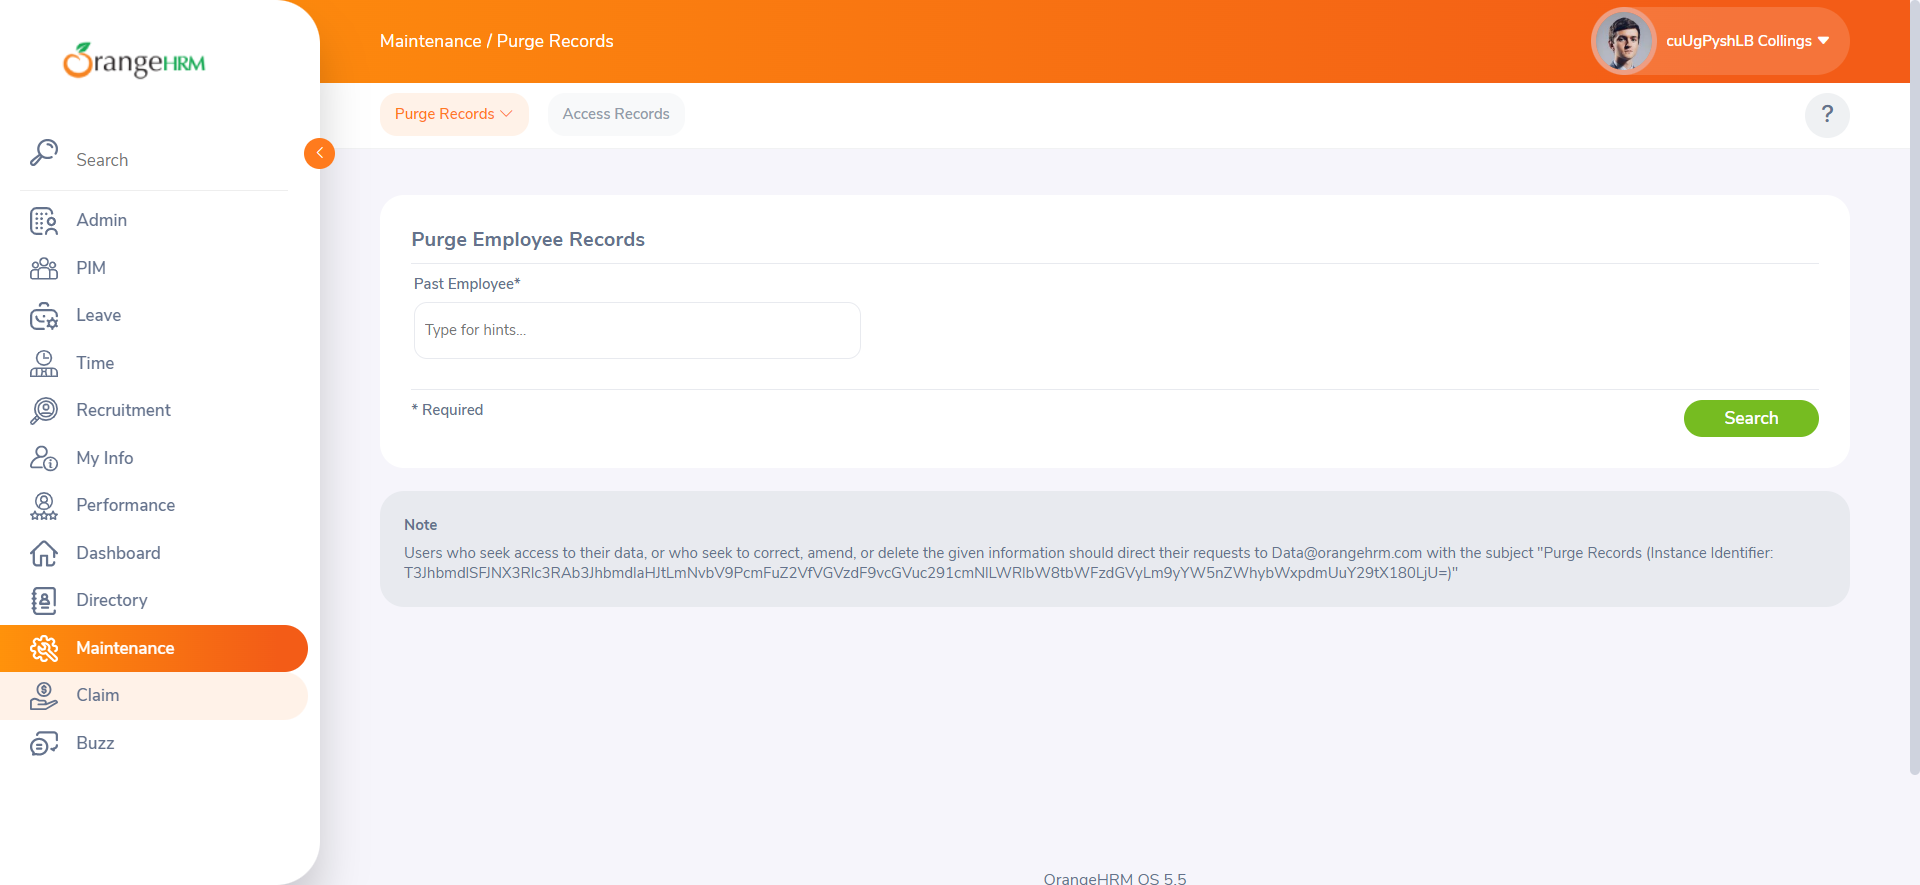 OrangeHRM
Maintenance / Purge Records
cuUgPyshLB Collings
Purge Records
Access Records
?
Search
Admin
PIM
Leave
Time
Recruitment
My Info
Performance
Dashboard
Directory
Maintenance
Claim
Buzz
Purge Employee Records
Past Employee*
Type for hints...
* Required
Search
Note
Users who seek access to their data, or who seek to correct, amend, or delete the given information should direct their requests to Data@orangehrm.com with the subject "Purge Records (Instance Identifier:
T3JhbmdlSFJNX3Rlc3RAb3JhbmdlaHJtLmNvbV9PcmFuZ2VfVGVzdF9vcGVuc291cmNlLWRlbW8tbWFzdGVyLm9yYW5nZWhybWxpdmUuY29tX180LjU=)"
OrangeHRM OS 5.5